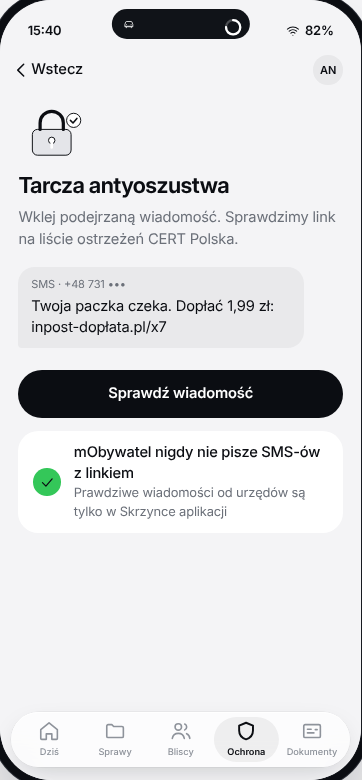 15:40
82%
Wstecz
AN
Tarcza antyoszustwa
Wklej podejrzaną wiadomość. Sprawdzimy link
na liście ostrzeżeń CERT Polska.
SMS · +48 731 •••
Twoja paczka czeka. Dopłać 1,99 zł:
inpost-dopłata.pl/x7
Sprawdź wiadomość
mObywatel nigdy nie pisze SMS-ów
z linkiem
Prawdziwe wiadomości od urzędów są
tylko w Skrzynce aplikacji
Dziś
Sprawy
Bliscy
Ochrona
Dokumenty